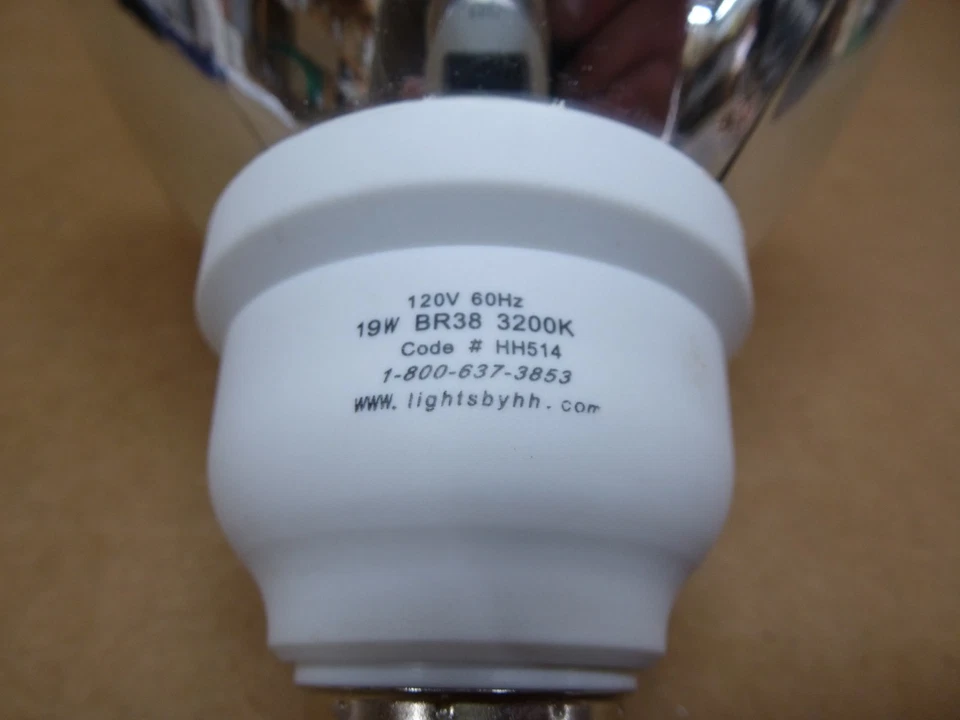 120V 60Hz
19W BR38 3200K
Code # HH514
1-800-637-3853
www.lightsbyhh.com